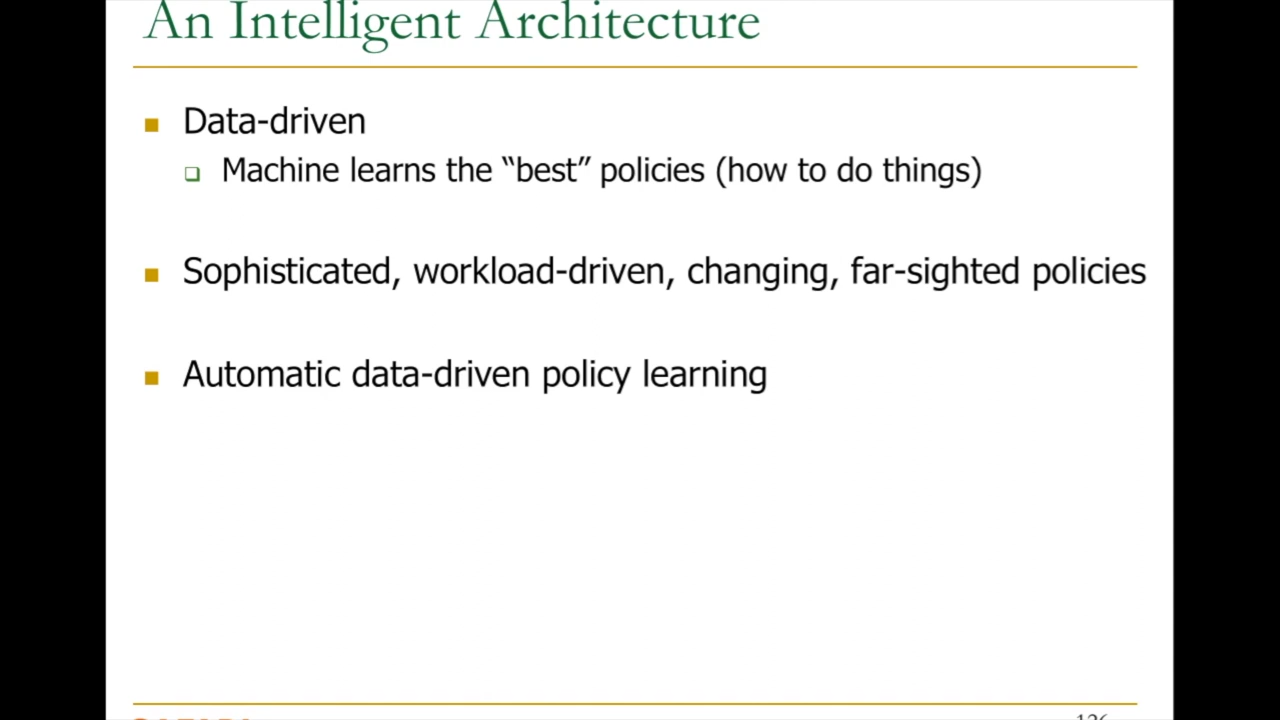 An Intelligent Architecture
Data-driven
Machine learns the “best” policies (how to do things)
Sophisticated, workload-driven, changing, far-sighted policies
Automatic data-driven policy learning